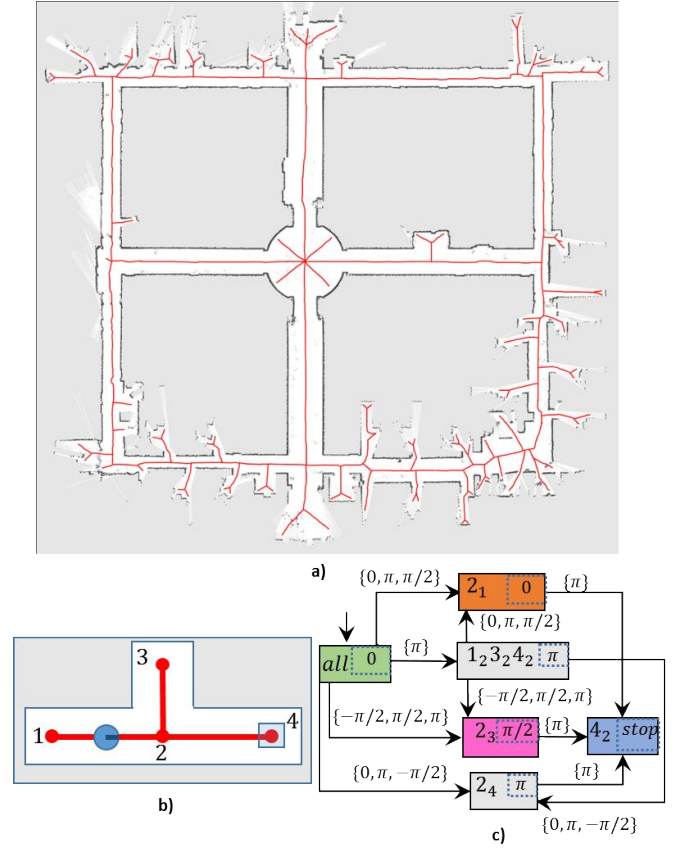 a)
{0, π, π/2}
2₁ 0
{π}
{0, π, π/2}
all 0
{π}
1₂3₂4₂ π
{−π/2, π/2, π}
{−π/2, π/2, π}
2₃ π/2
{π}
4₂ stop
{0, π, −π/2}
2₄ π
{π}
{0, π, −π/2}
c)
3
1
2
4
b)